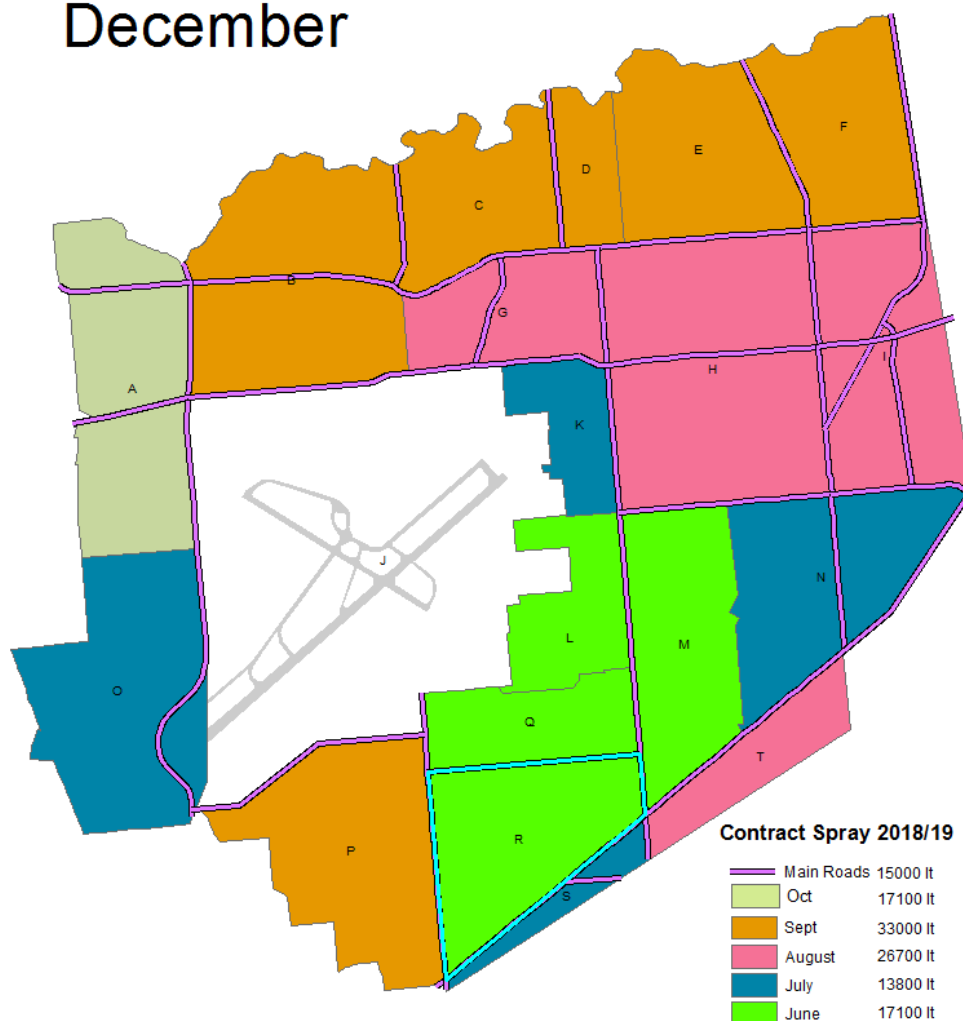 December
F
E
D
C
B
G
A
I
H
K
J
N
L
M
O
Q
T
R
P
S
Contract Spray 2018/19
Main Roads 15000 lt
Oct 17100 lt
Sept 33000 lt
August 26700 lt
July 13800 lt
June 17100 lt